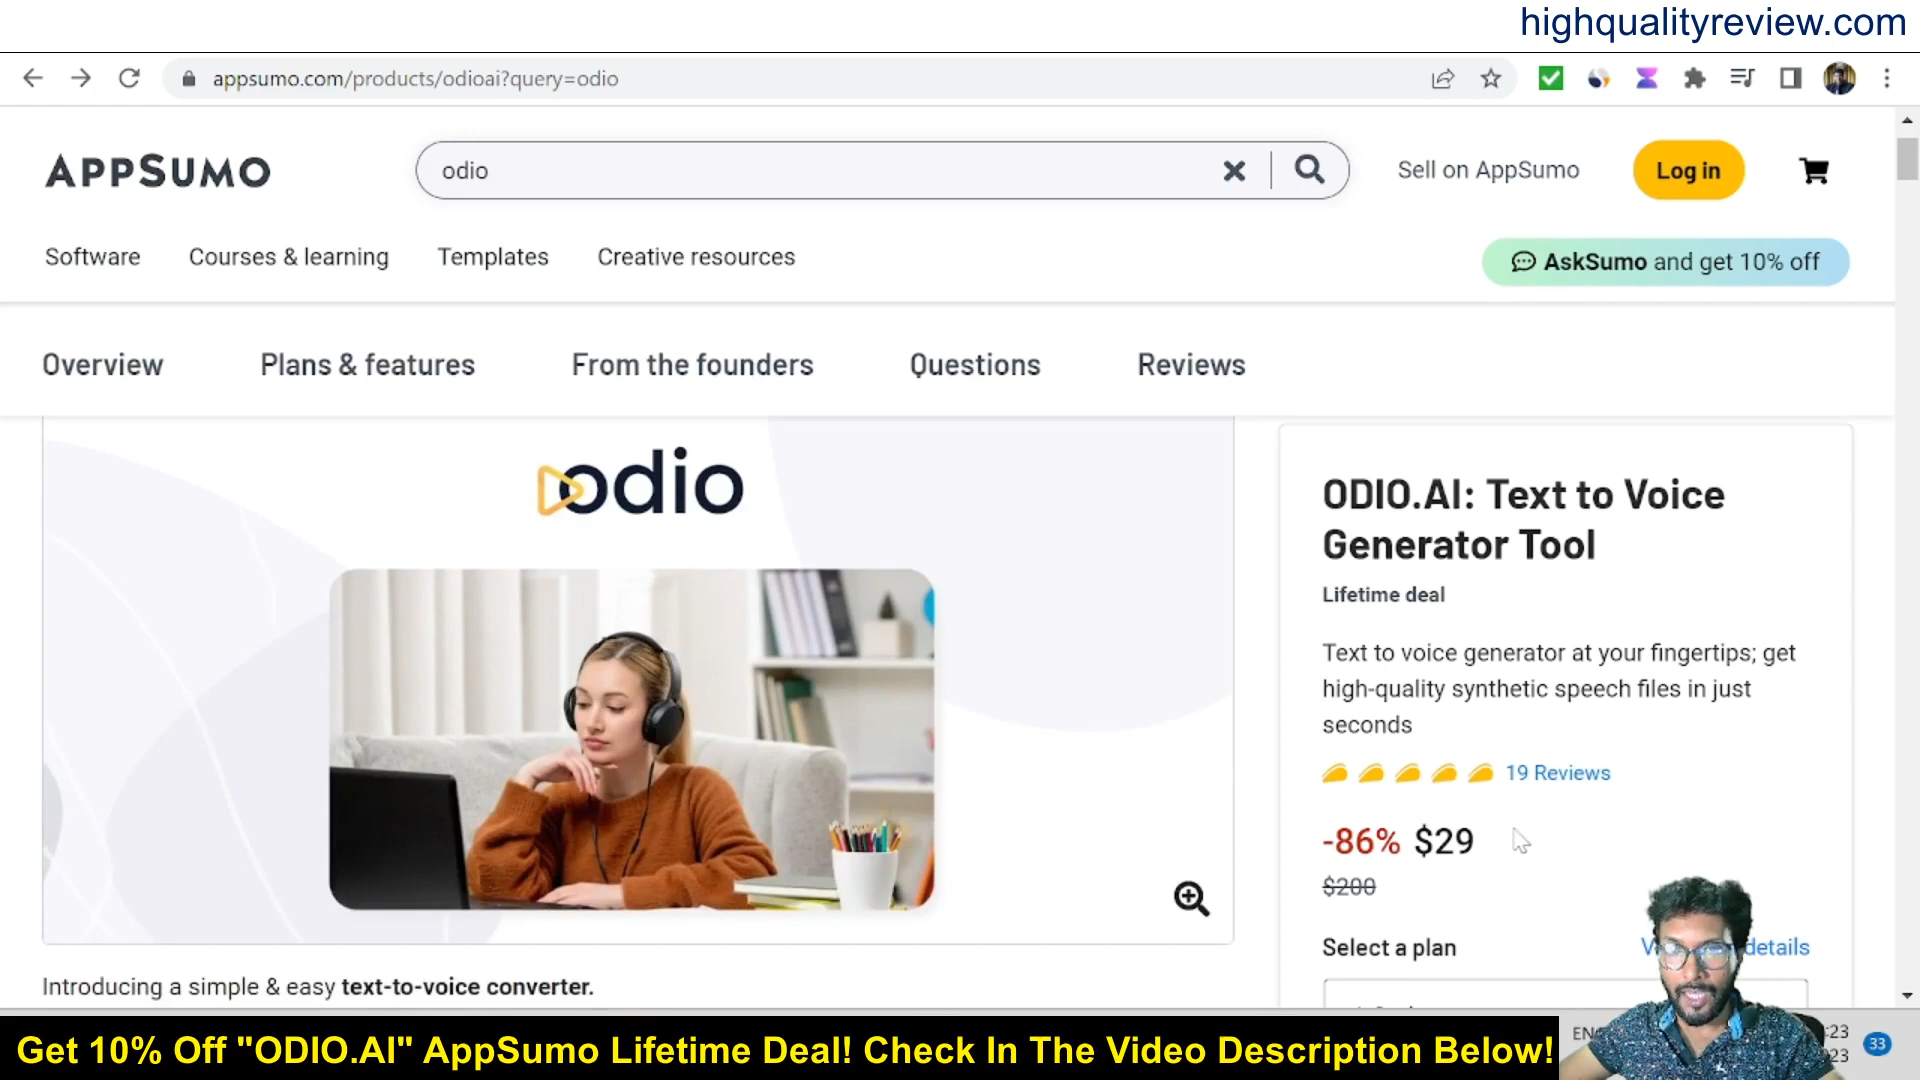 highqualityreview.com
appsumo.com/products/odioai?query=odio
APPSUMO
odio
Sell on AppSumo
Log in
Software
Courses & learning
Templates
Creative resources
AskSumo and get 10% off
Overview
Plans & features
From the founders
Questions
Reviews
odio
ODIO.AI: Text to Voice
Generator Tool
Lifetime deal
Text to voice generator at your fingertips; get
high-quality synthetic speech files in just
seconds
19 Reviews
-86% $29
$200
Select a plan
details
Introducing a simple & easy text-to-voice converter.
Get 10% Off "ODIO.AI" AppSumo Lifetime Deal! Check In The Video Description Below!
:23
23
33